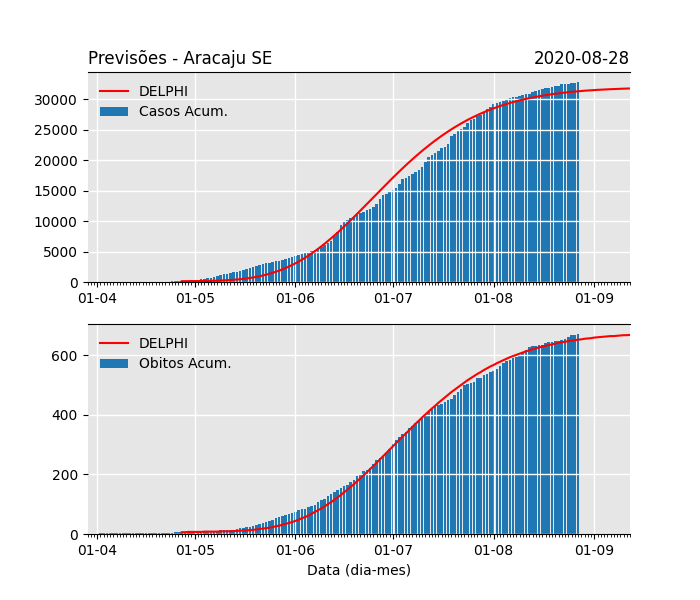 Previsões - Aracaju SE 2020-08-28
DELPHI
Casos Acum.
30000
25000
20000
15000
10000
5000
0
01-04 01-05 01-06 01-07 01-08 01-09
DELPHI
Obitos Acum.
600
400
200
0
01-04 01-05 01-06 01-07 01-08 01-09
Data (dia-mes)